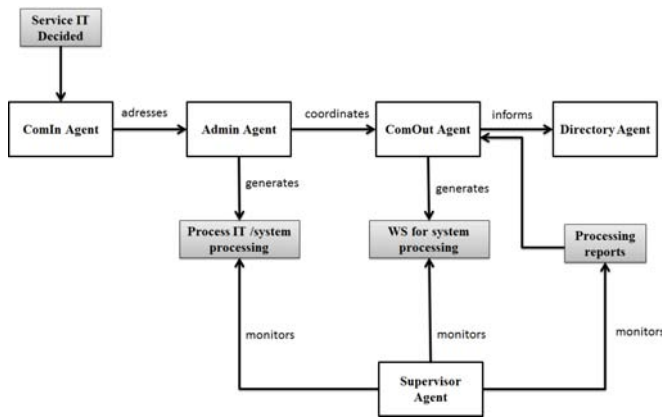 Service IT
Decided
adresses
coordinates
informs
ComIn Agent
Admin Agent
ComOut Agent
Directory Agent
generates
generates
Process IT /system
processing
WS for system
processing
Processing
reports
monitors
monitors
monitors
Supervisor
Agent